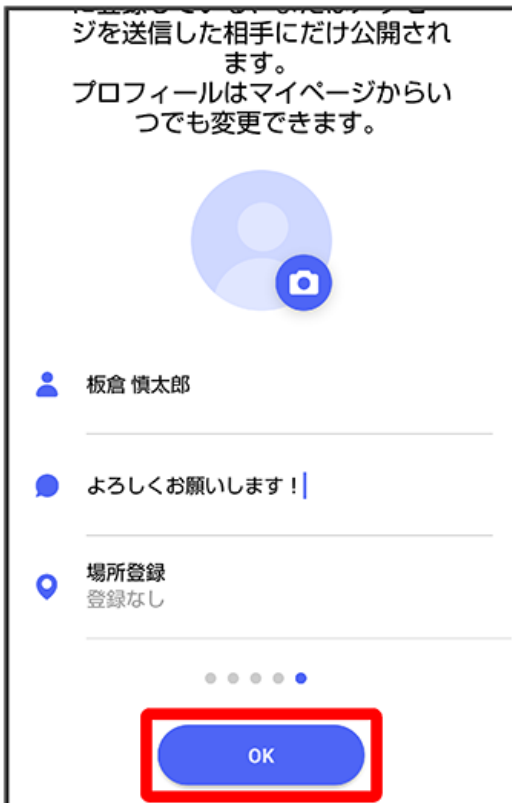 ジを送信した相手にだけ公開され
ます。
プロフィールはマイページからい
つでも変更できます。
板倉 慎太郎
よろしくお願いします！
場所登録
登録なし
OK